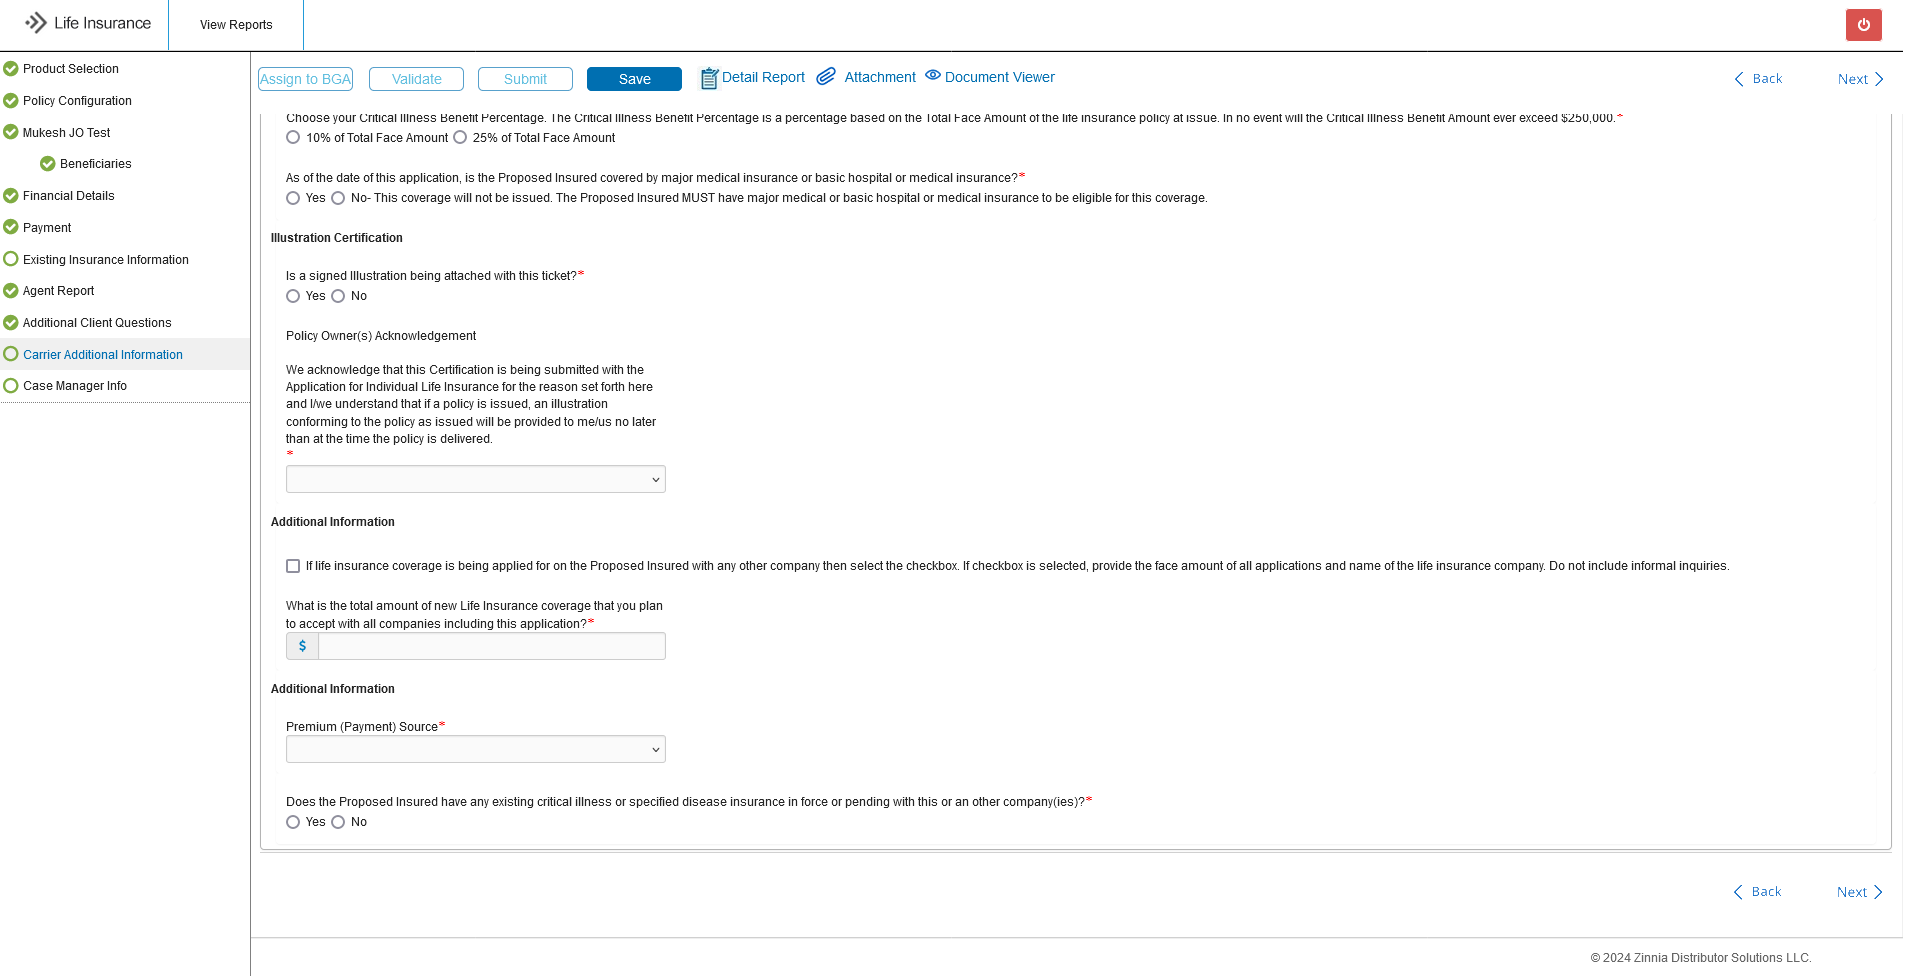 Life Insurance
View Reports
Product Selection
Policy Configuration
Mukesh JO Test
Beneficiaries
Financial Details
Payment
Existing Insurance Information
Agent Report
Additional Client Questions
Carrier Additional Information
Case Manager Info
Assign to BGA Validate Submit Save Detail Report Attachment Document Viewer Back Next
Choose your Critical Illness Benefit Percentage. The Critical Illness Benefit Percentage is a percentage based on the Total Face Amount of the life insurance policy at issue. In no event will the Critical Illness Benefit Amount ever exceed $250,000.*
10% of Total Face Amount 25% of Total Face Amount
As of the date of this application, is the Proposed Insured covered by major medical insurance or basic hospital or medical insurance?*
Yes No- This coverage will not be issued. The Proposed Insured MUST have major medical or basic hospital or medical insurance to be eligible for this coverage.
Illustration Certification
Is a signed Illustration being attached with this ticket?*
Yes No
Policy Owner(s) Acknowledgement
We acknowledge that this Certification is being submitted with the
Application for Individual Life Insurance for the reason set forth here
and I/we understand that if a policy is issued, an illustration
conforming to the policy as issued will be provided to me/us no later
than at the time the policy is delivered.
*
Additional Information
If life insurance coverage is being applied for on the Proposed Insured with any other company then select the checkbox. If checkbox is selected, provide the face amount of all applications and name of the life insurance company. Do not include informal inquiries.
What is the total amount of new Life Insurance coverage that you plan
to accept with all companies including this application?*
$
Additional Information
Premium (Payment) Source*
Does the Proposed Insured have any existing critical illness or specified disease insurance in force or pending with this or an other company(ies)?*
Yes No
Back Next
© 2024 Zinnia Distributor Solutions LLC.